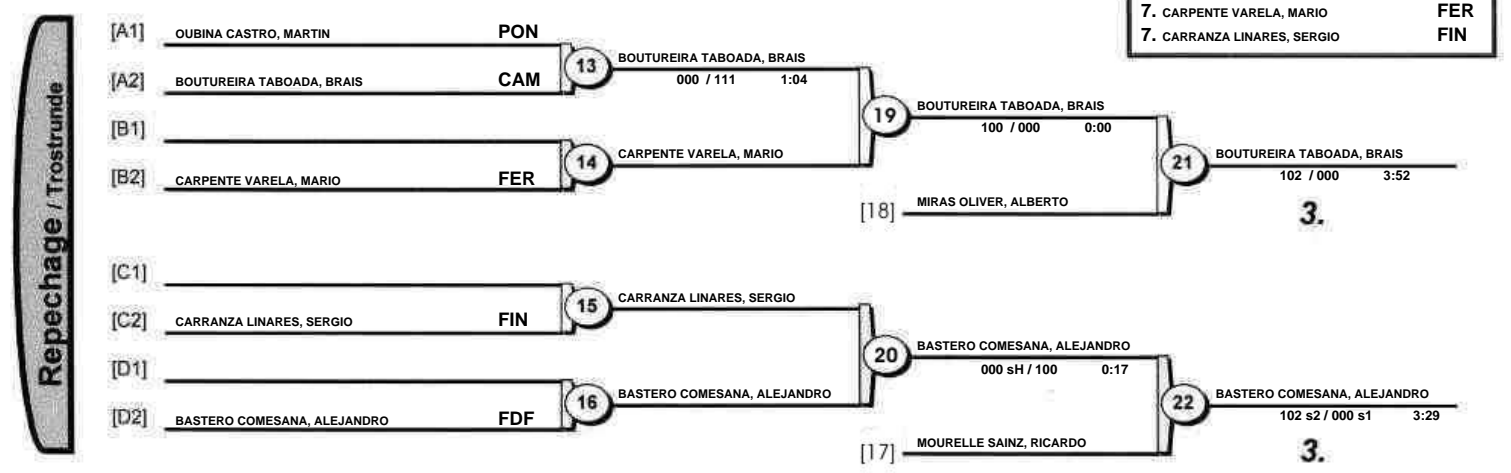 7. CARPENTE VARELA, MARIO FER
7. CARRANZA LINARES, SERGIO FIN
Repechage / Trostrunde
[A1] OUBINA CASTRO, MARTIN PON
[A2] BOUTUREIRA TABOADA, BRAIS CAM
13 BOUTUREIRA TABOADA, BRAIS
000 / 111 1:04
[B1]
[B2] CARPENTE VARELA, MARIO FER
14 CARPENTE VARELA, MARIO
19 BOUTUREIRA TABOADA, BRAIS
100 / 000 0:00
[18] MIRAS OLIVER, ALBERTO
21 BOUTUREIRA TABOADA, BRAIS
102 / 000 3:52
3.
[C1]
[C2] CARRANZA LINARES, SERGIO FIN
15 CARRANZA LINARES, SERGIO
[D1]
[D2] BASTERO COMESANA, ALEJANDRO FDF
16 BASTERO COMESANA, ALEJANDRO
20 BASTERO COMESANA, ALEJANDRO
000 sH / 100 0:17
[17] MOURELLE SAINZ, RICARDO
22 BASTERO COMESANA, ALEJANDRO
102 s2 / 000 s1 3:29
3.